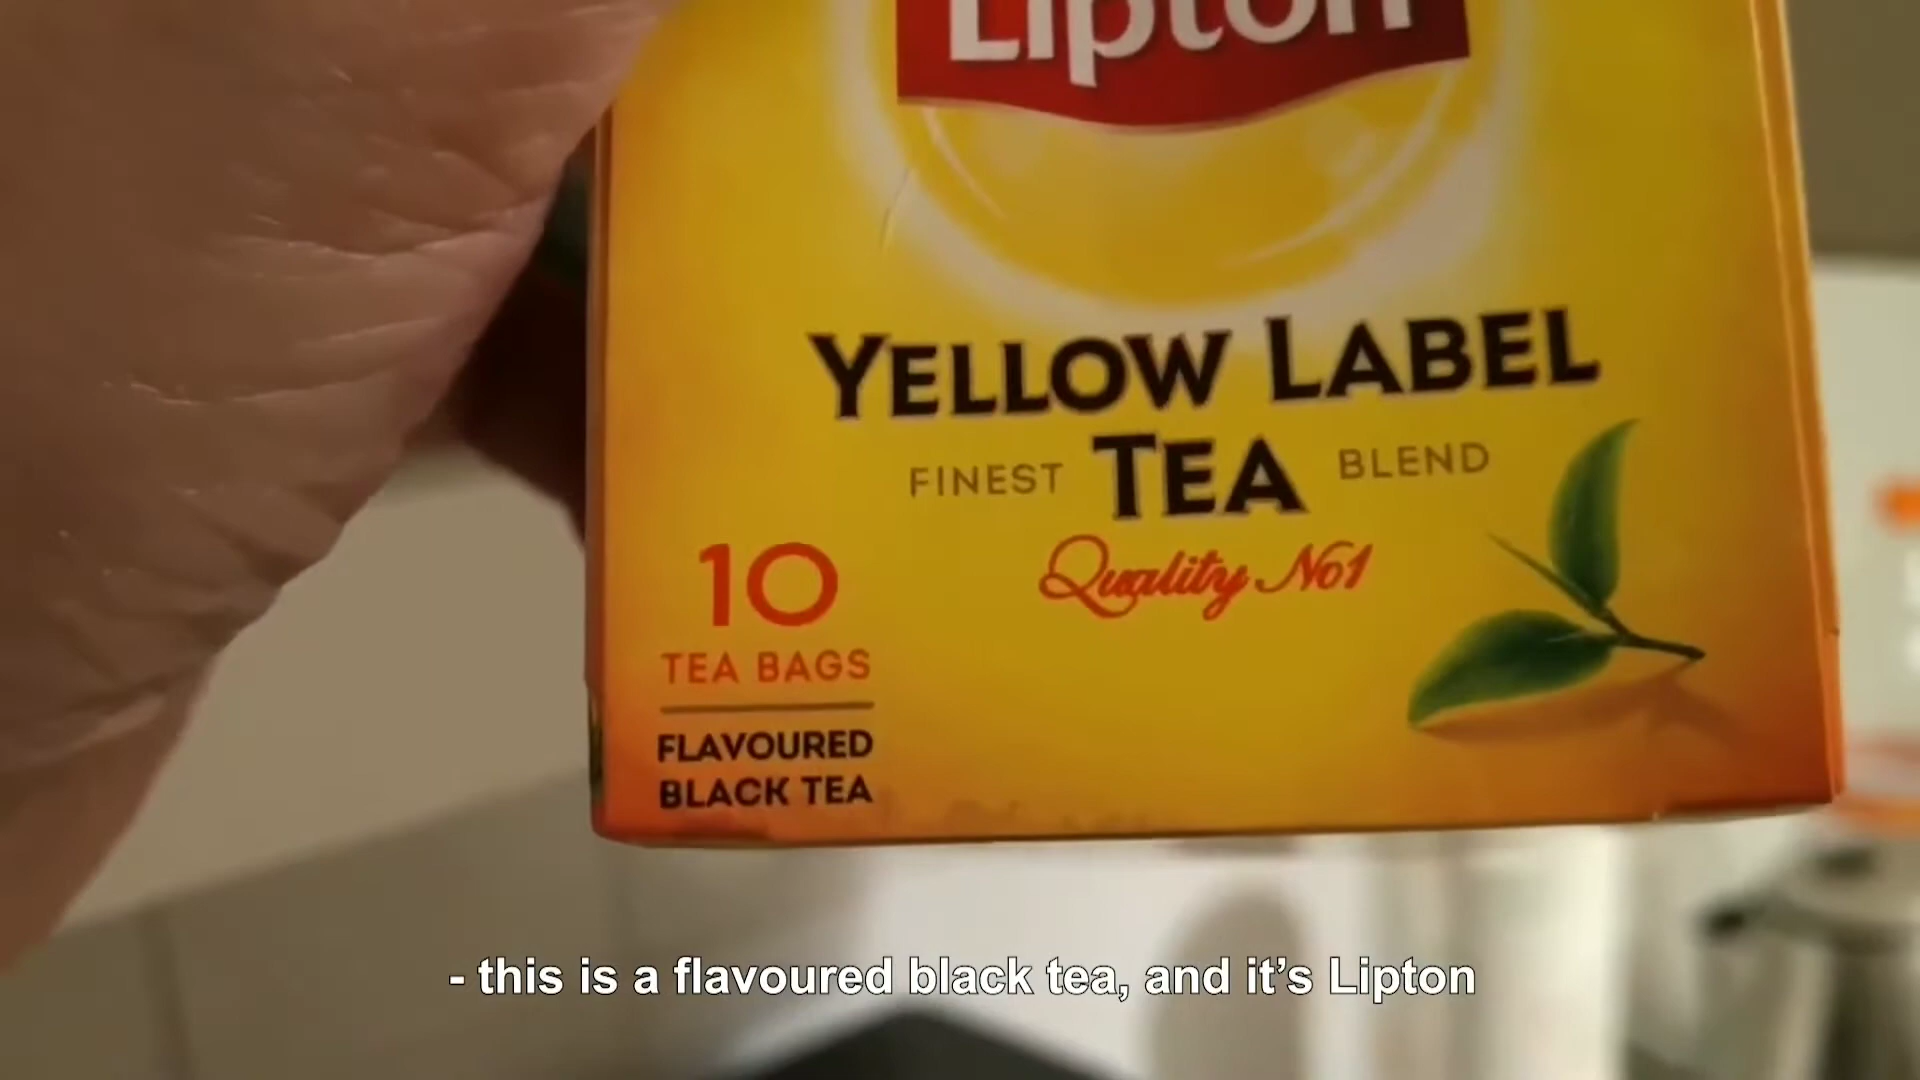 Lipton
YELLOW LABEL
FINEST TEA BLEND
Quality No1
10
TEA BAGS
FLAVOURED
BLACK TEA
- this is a flavoured black tea, and it’s Lipton